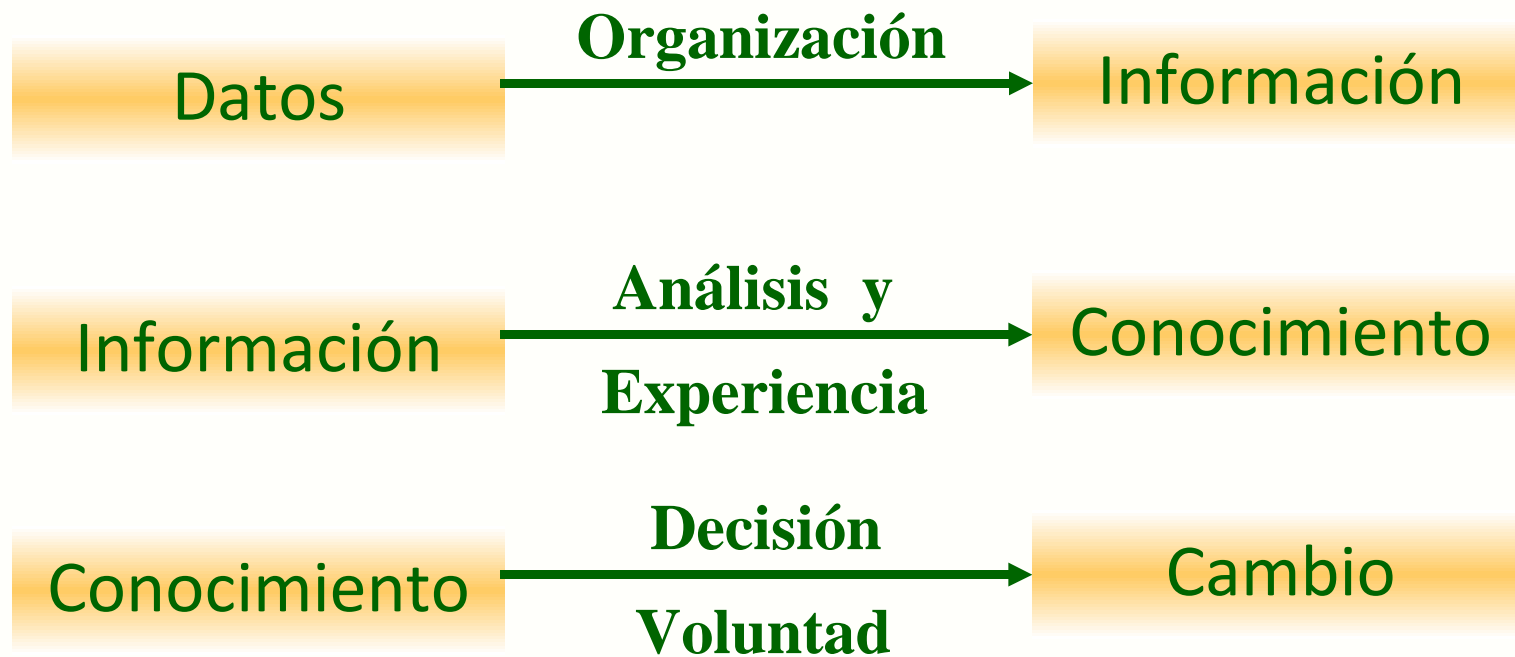 Organización
Datos
Información
Análisis y
Información
Conocimiento
Experiencia
Decisión
Conocimiento
Cambio
Voluntad